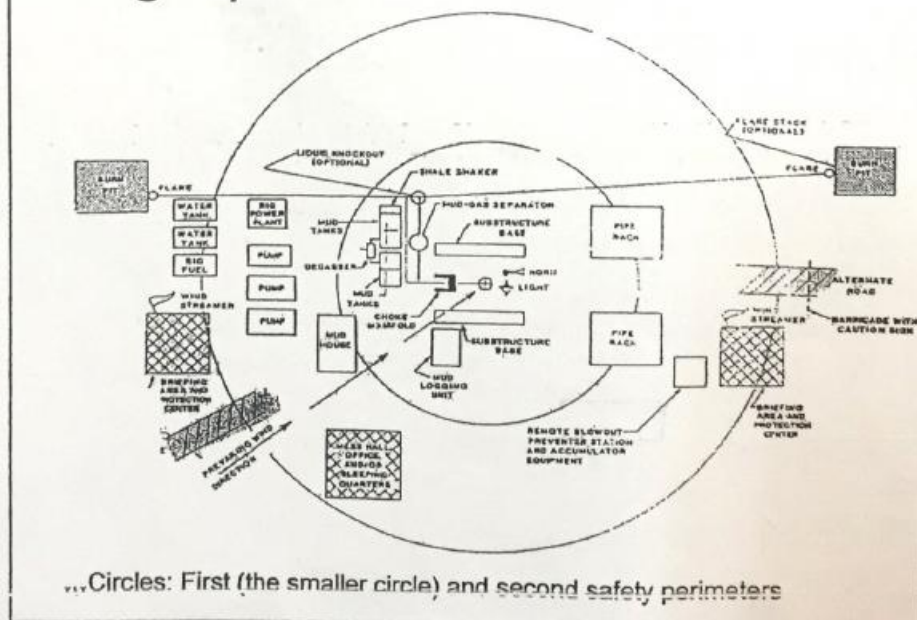 FLARE STACK
(OPTIONAL)
LIQUID KNOCKOUT
(OPTIONAL)
SHALE SHAKER
BURN
PIT
FLARE
BURN
PIT
FLARE
WATER
TANK
RIG
POWER
PLANT
MUD
TANKS
MUD-GAS SEPARATOR
SUBSTRUCTURE
BASE
PIPE
RACK
WATER
TANK
RIG
FUEL
PUMP
DEGASSER
HORN
LIGHT
ALTERNATE
ROAD
WIND
STREAMER
PUMP
MUD
TANKS
CHOKE
MANIFOLD
STREAMER
BARRICADE WITH
CAUTION SIGN
PUMP
MUD
HOUSE
SUBSTRUCTURE
BASE
PIPE
RACK
MUD
LOGGING
UNIT
BRIEFING
AREA AND
PROTECTION
CENTER
BRIEFING
AREA AND
PROTECTION
CENTER
PREVAILING WIND
DIRECTION
MESS HALL
OFFICE
AND/OR
SLEEPING
QUARTERS
REMOTE BLOWOUT
PREVENTER STATION
AND ACCUMULATOR
EQUIPMENT
...Circles: First (the smaller circle) and second safety perimeters